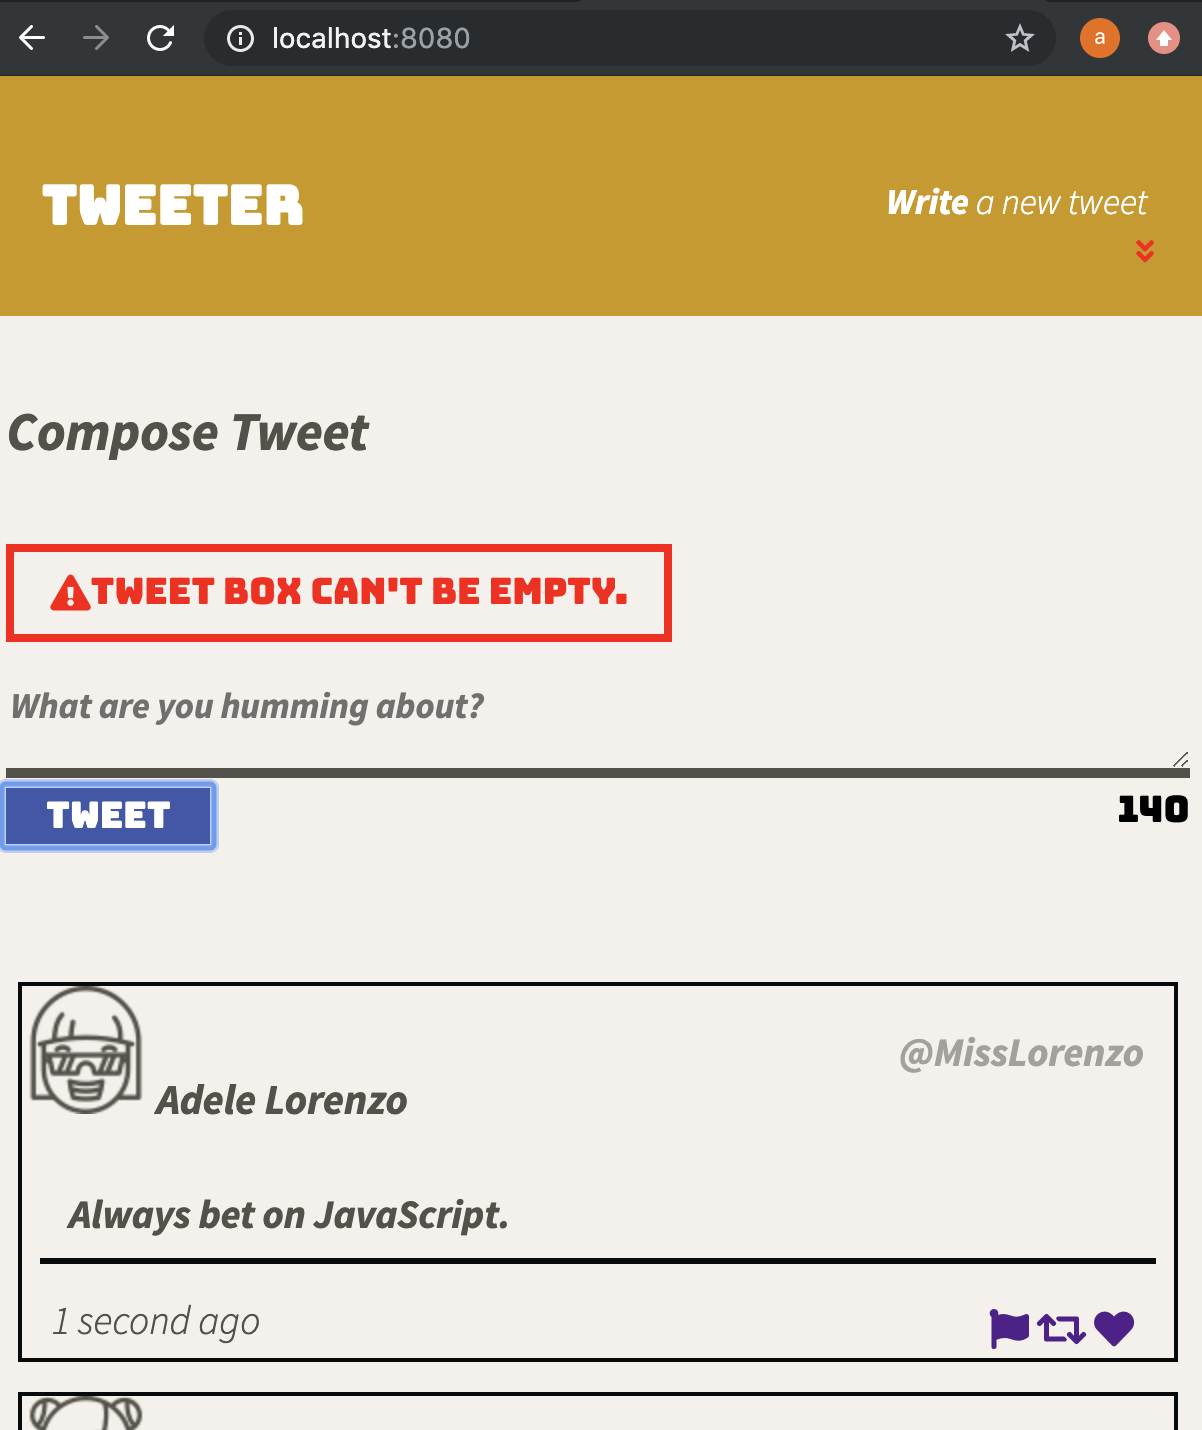 localhost:8080
a
TWEETER
Write a new tweet
Compose Tweet
TWEET BOX CAN'T BE EMPTY.
What are you humming about?
TWEET
140
@MissLorenzo
Adele Lorenzo
Always bet on JavaScript.
1 second ago